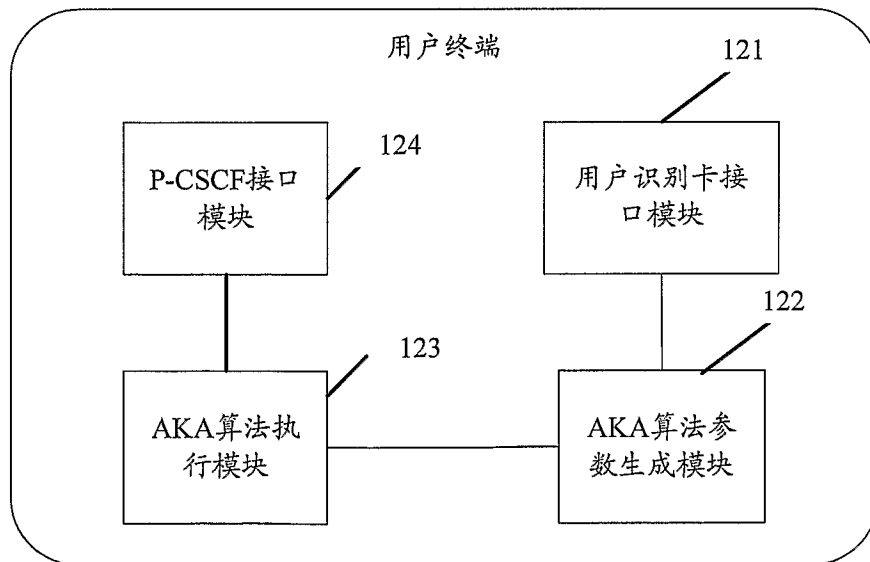 用户终端
121
124
P-CSCF接口
模块
用户识别卡接
口模块
122
123
AKA算法执
行模块
AKA算法参
数生成模块